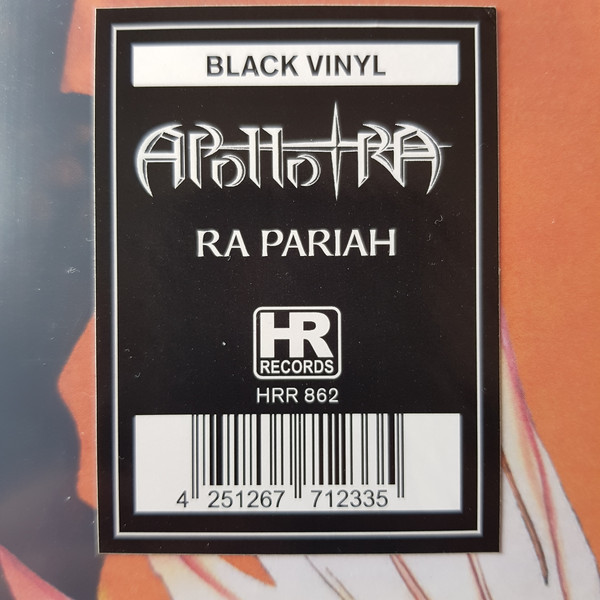 BLACK VINYL
APOLLO RA
RA PARIAH
HR
RECORDS
HRR 862
4 251267 712335